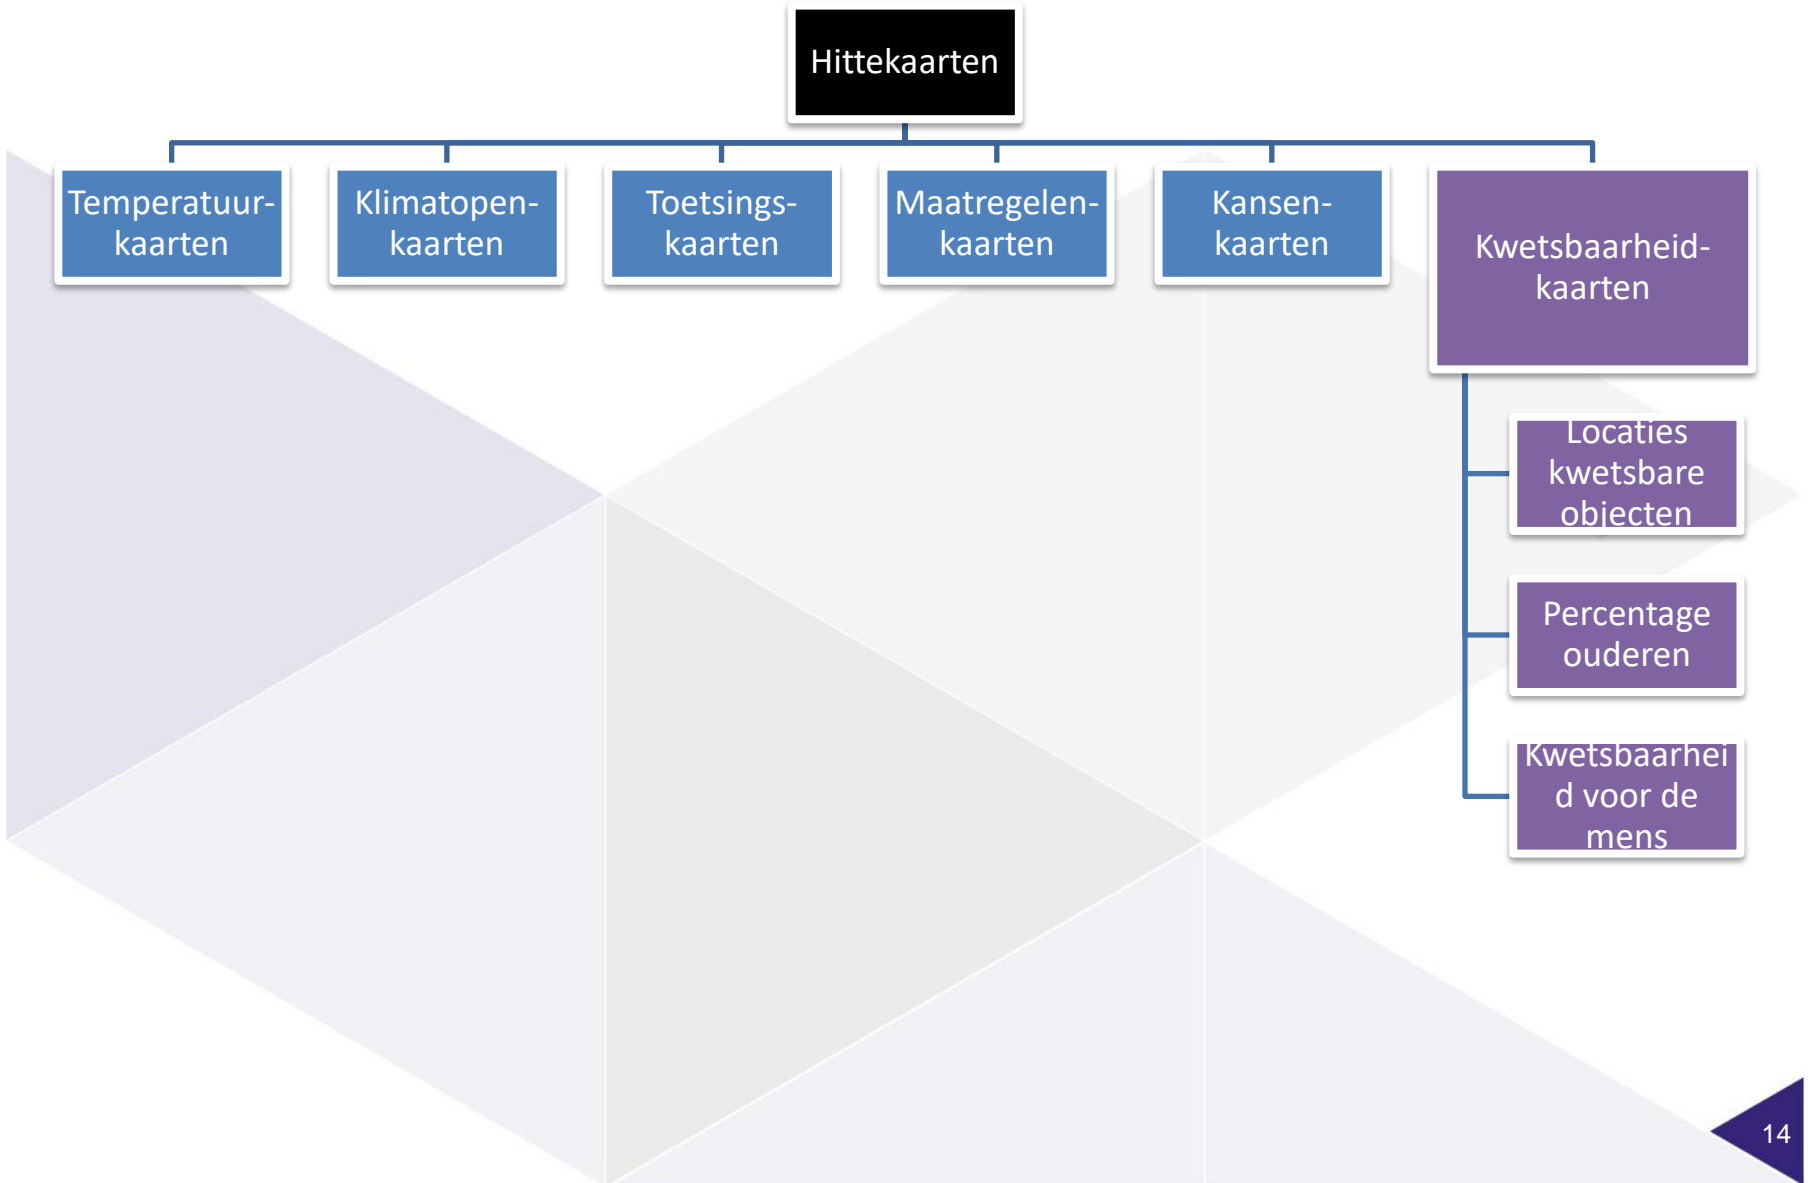 Hittekaarten
Temperatuur-
kaarten
Klimatopen-
kaarten
Toetsings-
kaarten
Maatregelen-
kaarten
Kansen-
kaarten
Kwetsbaarheid-
kaarten
Locaties
kwetsbare
objecten
Percentage
ouderen
Kwetsbaarhei
d voor de
mens
14